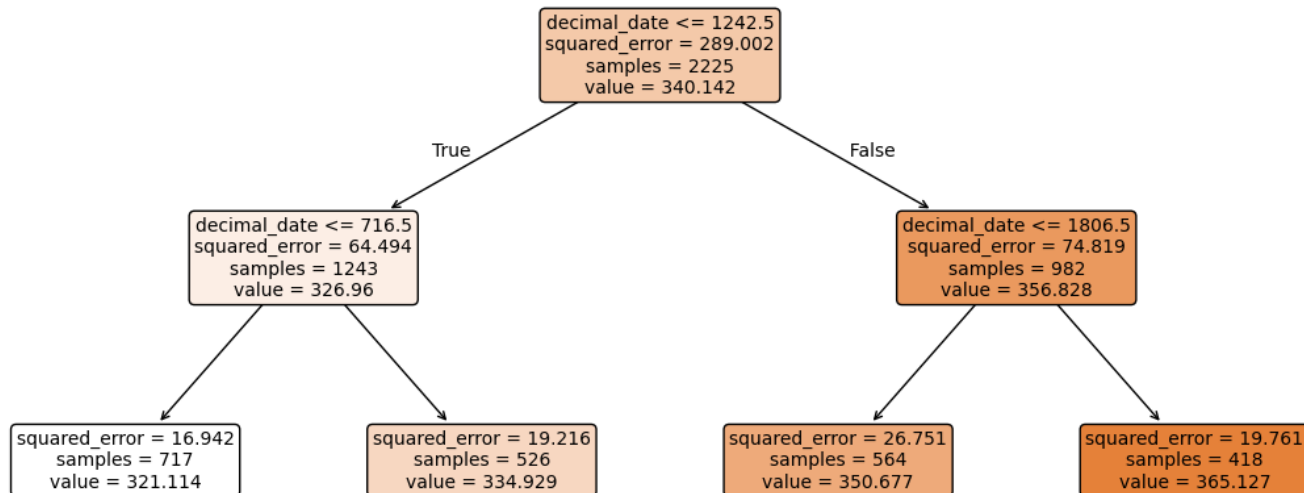 decimal_date <= 1242.5
squared_error = 289.002
samples = 2225
value = 340.142
True
False
decimal_date <= 716.5
squared_error = 64.494
samples = 1243
value = 326.96
decimal_date <= 1806.5
squared_error = 74.819
samples = 982
value = 356.828
squared_error = 16.942
samples = 717
value = 321.114
squared_error = 19.216
samples = 526
value = 334.929
squared_error = 26.751
samples = 564
value = 350.677
squared_error = 19.761
samples = 418
value = 365.127